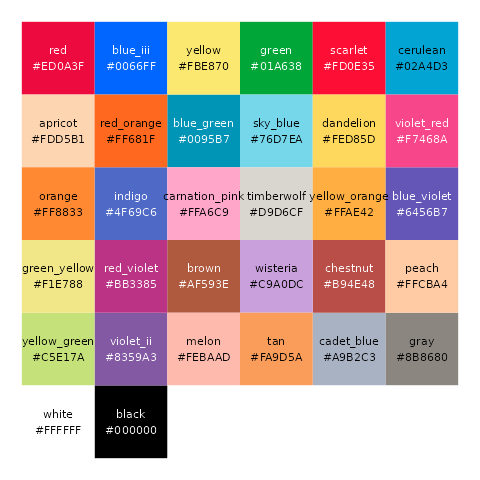 red
#ED0A3F
blue_iii
#0066FF
yellow
#FBE870
green
#01A638
scarlet
#FD0E35
cerulean
#02A4D3
apricot
#FDD5B1
red_orange
#FF681F
blue_green
#0095B7
sky_blue
#76D7EA
dandelion
#FED85D
violet_red
#F7468A
orange
#FF8833
indigo
#4F69C6
carnation_pink
#FFA6C9
timberwolf
#D9D6CF
yellow_orange
#FFAE42
blue_violet
#6456B7
green_yellow
#F1E788
red_violet
#BB3385
brown
#AF593E
wisteria
#C9A0DC
chestnut
#B94E48
peach
#FFCBA4
yellow_green
#C5E17A
violet_ii
#8359A3
melon
#FEBAAD
tan
#FA9D5A
cadet_blue
#A9B2C3
gray
#8B8680
white
#FFFFFF
black
#000000